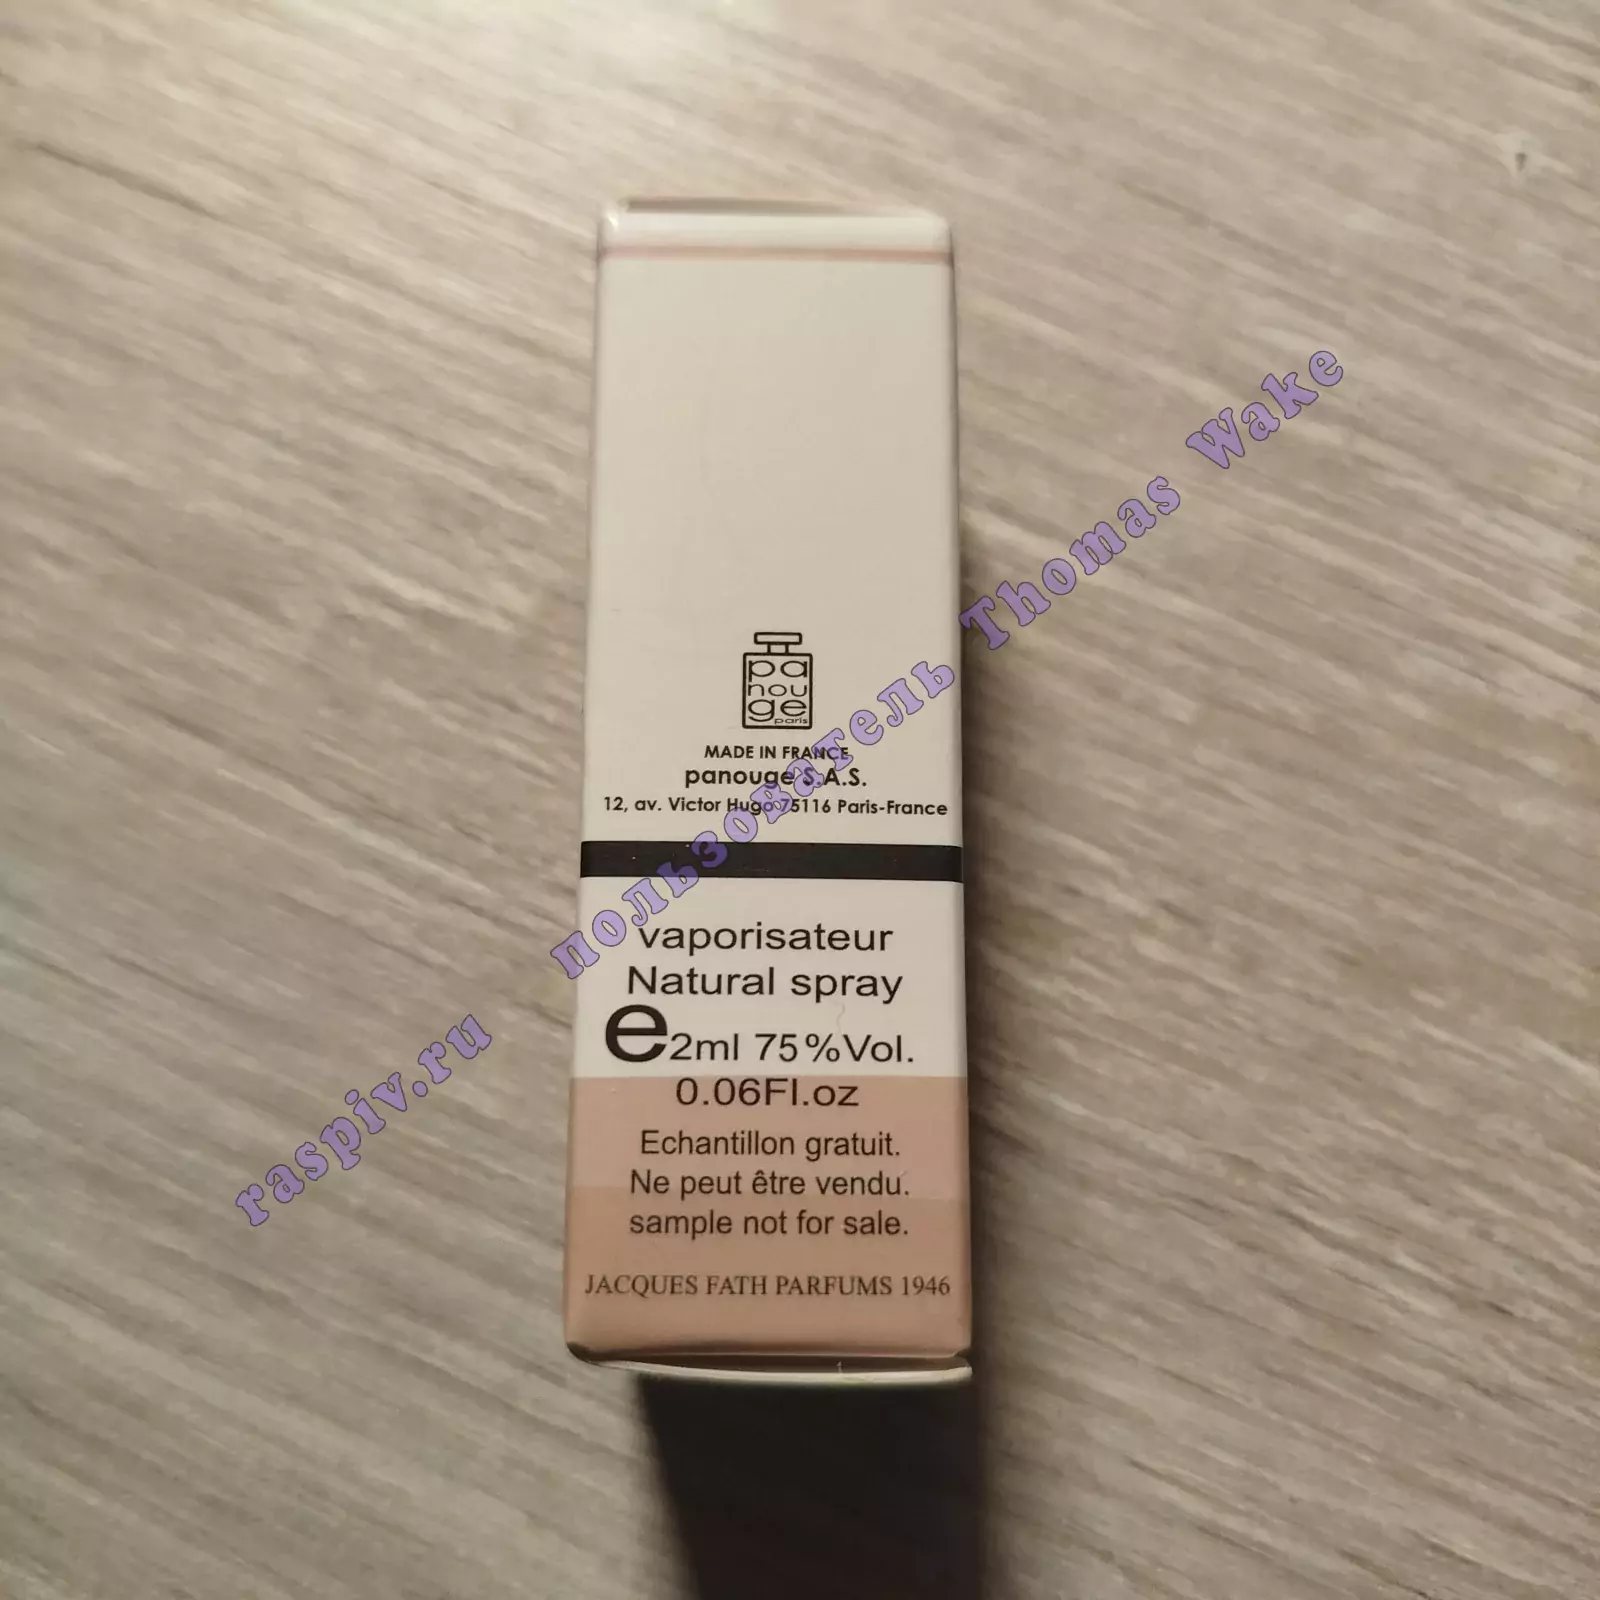 pa
nou
ge
paris
MADE IN FRANCE
panouge S.A.S.
12, av. Victor Hugo 75116 Paris-France
vaporisateur
Natural spray
e2ml 75%Vol.
0.06Fl.oz
Echantillon gratuit.
Ne peut être vendu.
sample not for sale.
JACQUES FATH PARFUMS 1946
raspiv.ru пользователь Thomas Wake